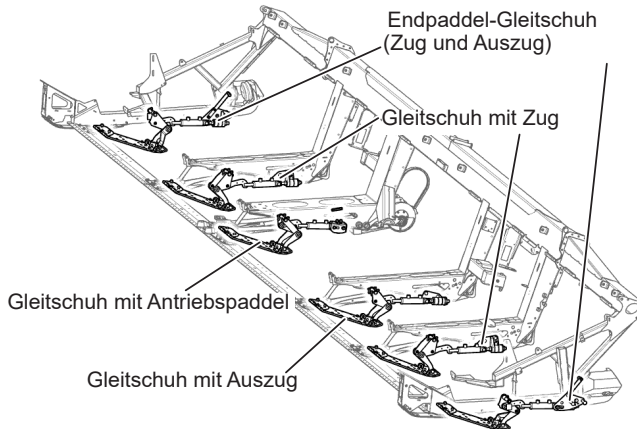 Endpaddel-Gleitschuh
(Zug und Auszug)
Gleitschuh mit Zug
Gleitschuh mit Antriebspaddel
Gleitschuh mit Auszug